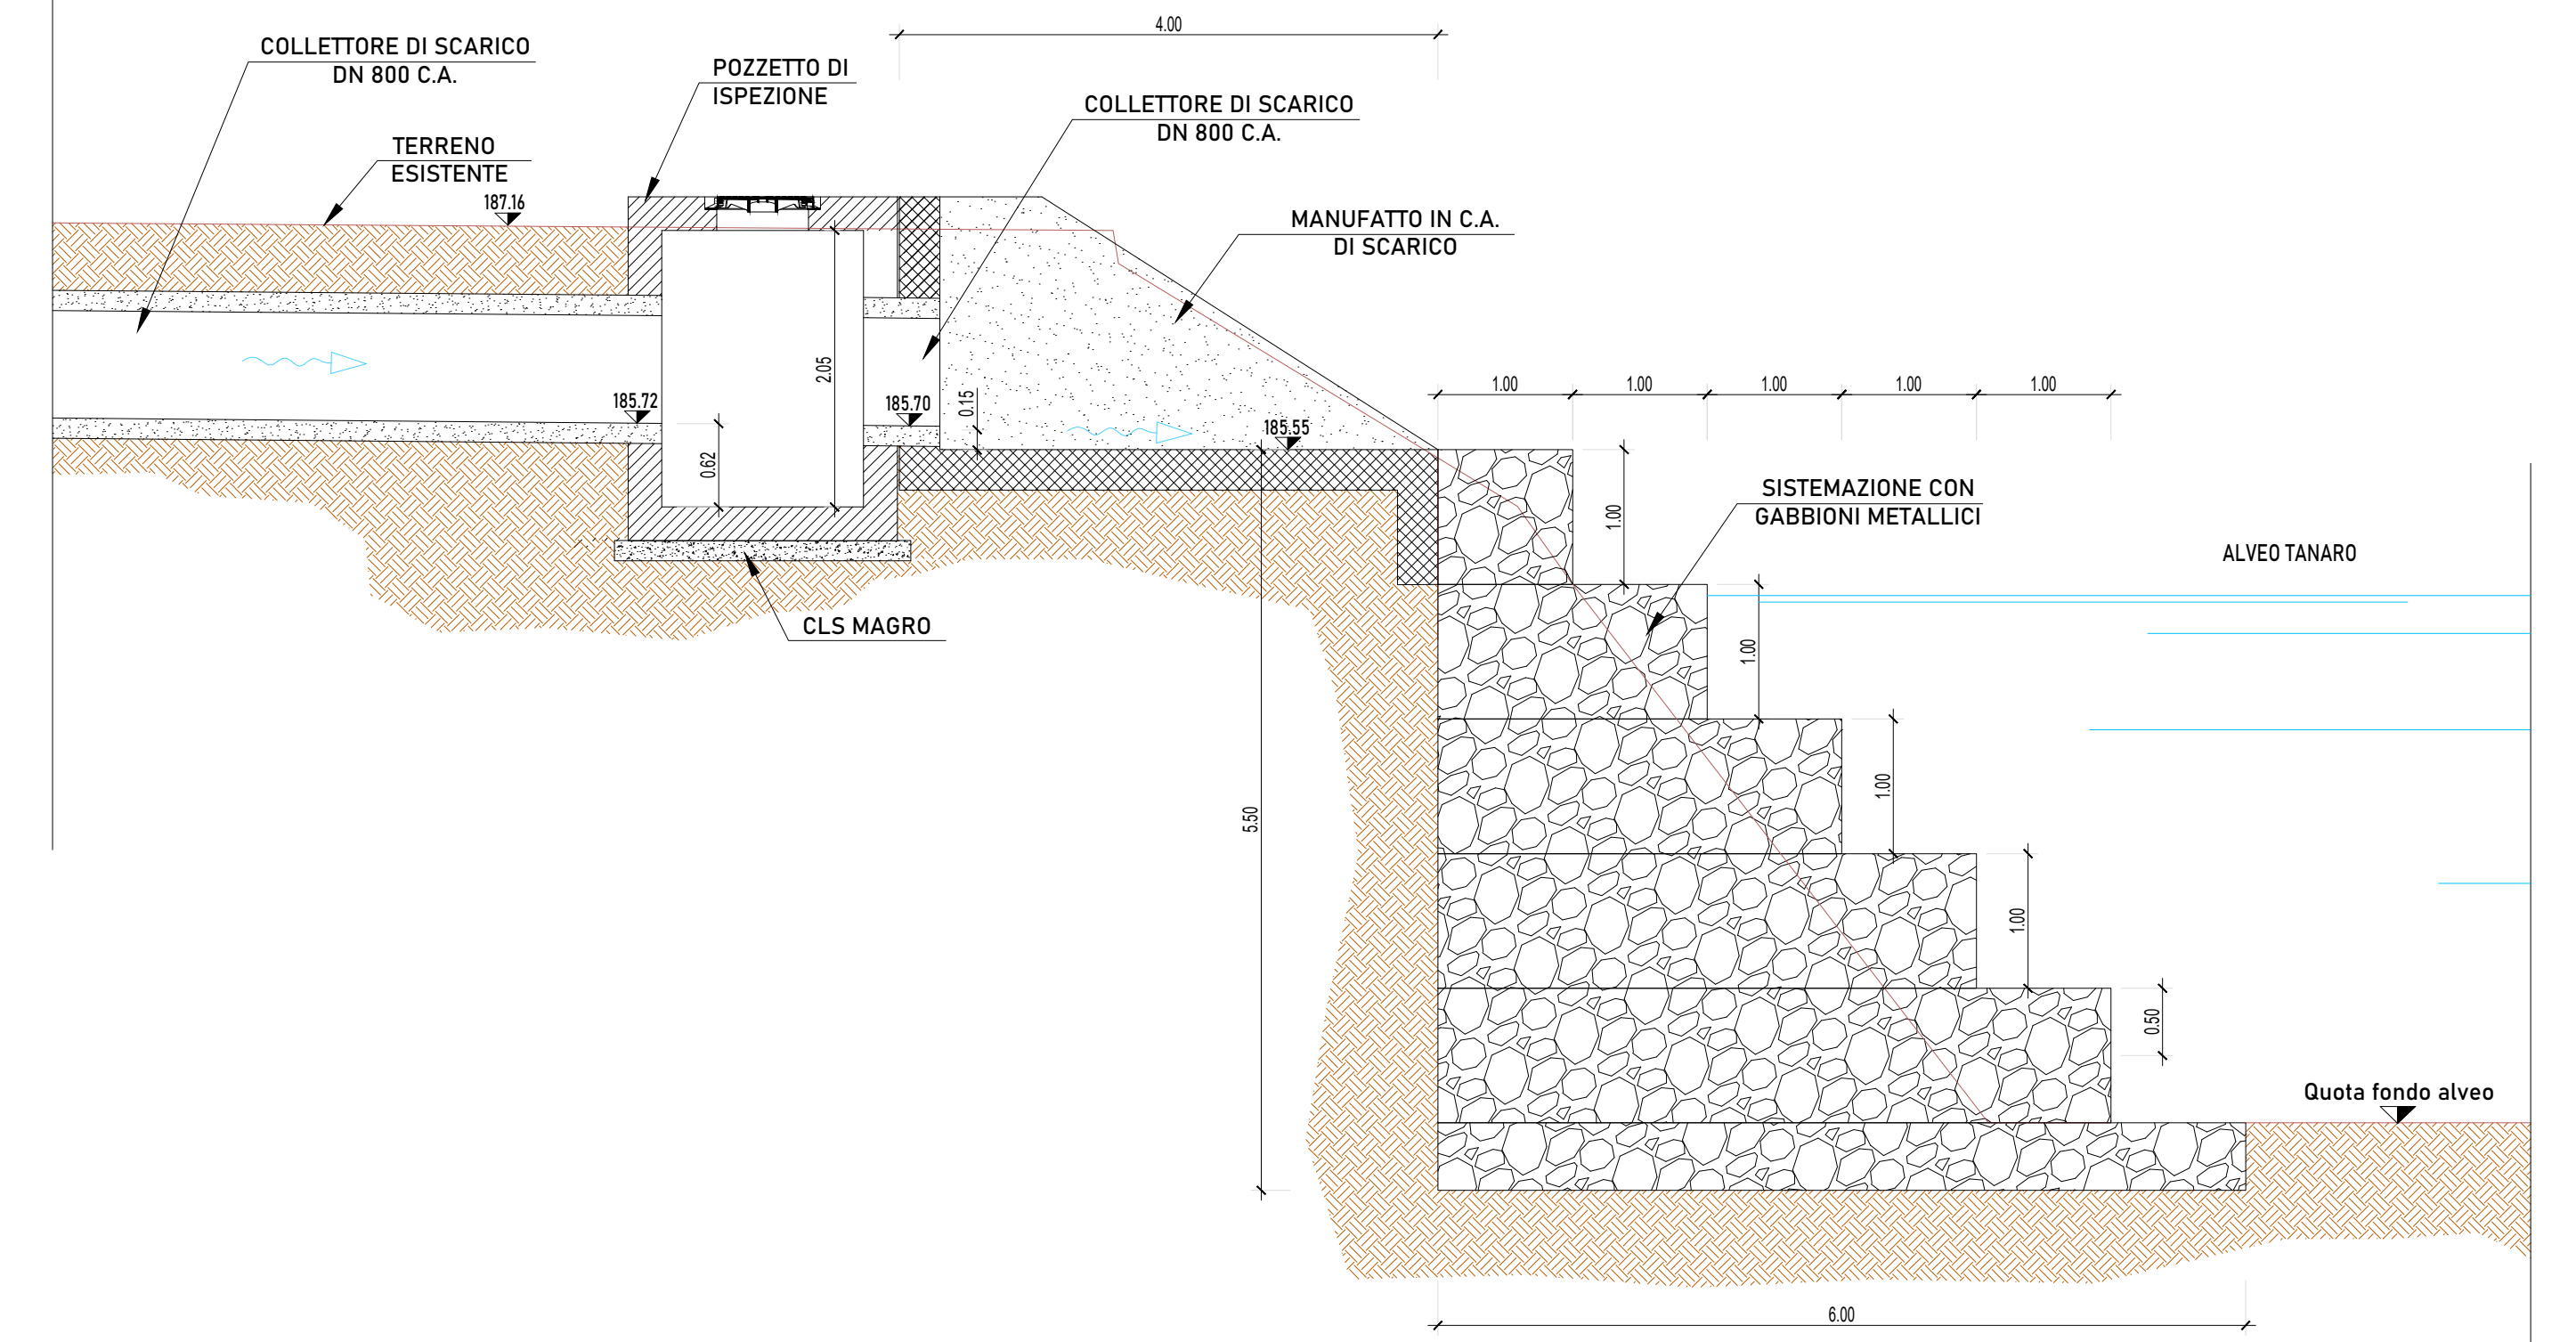 4.00
COLLETTORE DI SCARICO
DN 800 C.A.
POZZETTO DI
ISPEZIONE
COLLETTORE DI SCARICO
DN 800 C.A.
TERRENO
ESISTENTE
187.16
MANUFATTO IN C.A.
DI SCARICO
2.05
185.72
185.70
0.15
185.55
0.62
1.00
1.00
1.00
1.00
1.00
1.00
SISTEMAZIONE CON
GABBIONI METALLICI
ALVEO TANARO
CLS MAGRO
1.00
1.00
5.50
1.00
0.50
Quota fondo alveo
6.00